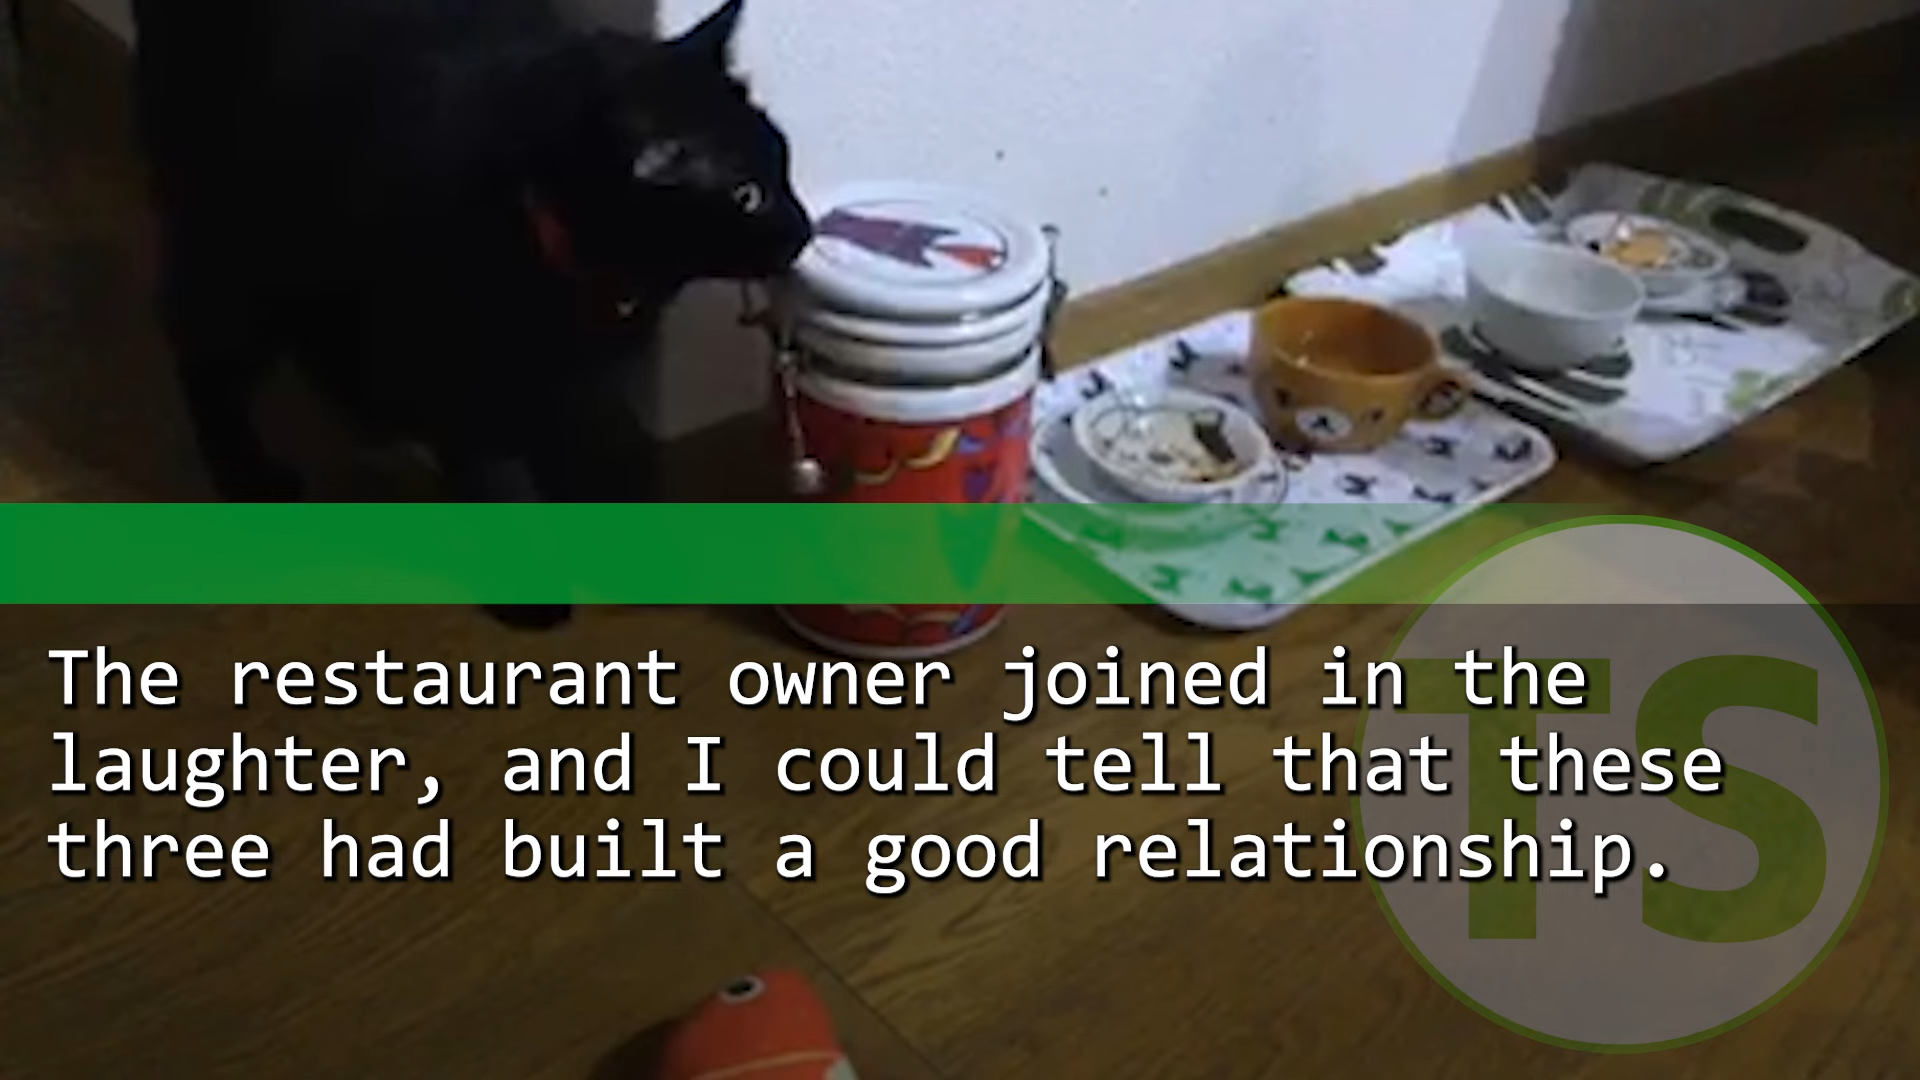 The restaurant owner joined in the
laughter, and I could tell that these
three had built a good relationship.
TS